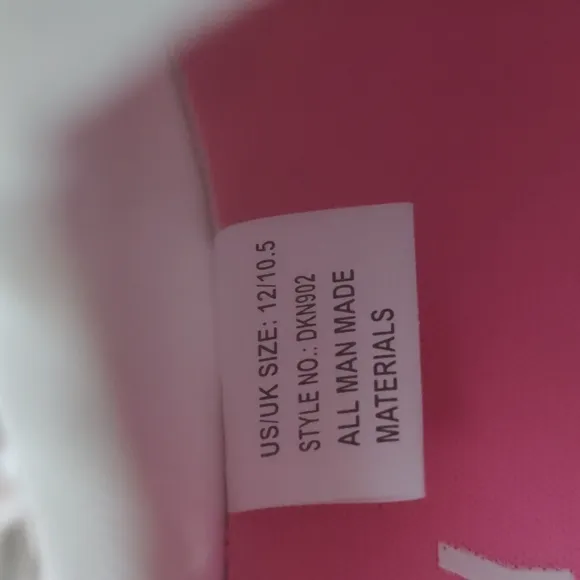 US/UK SIZE: 12/10.5
STYLE NO.: DKN902
ALL MAN MADE
MATERIALS